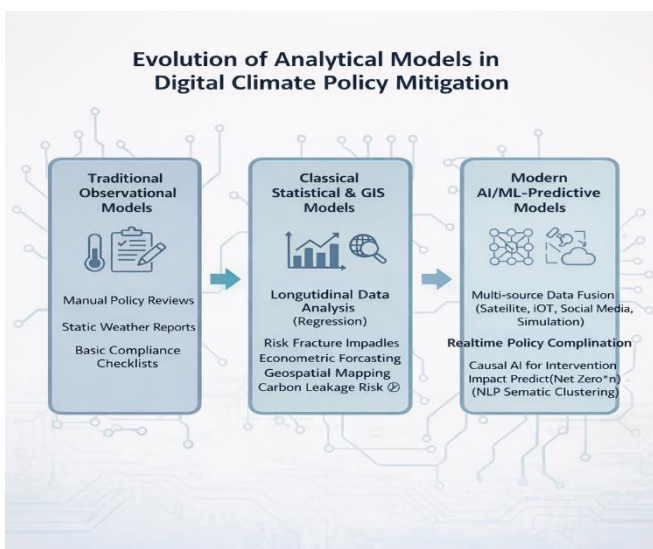 Evolution of Analytical Models in
Digital Climate Policy Mitigation
Traditional
Observational
Models
Manual Policy Reviews
Static Weather Reports
Basic Compliance
Checklists
Classical
Statistical & GIS
Models
Longutidinal Data
Analysis
(Regression)
Risk Fracture Impadles
Econometric Forcasting
Geospatial Mapping
Carbon Leakage Risk
Modern
AI/ML-Predictive
Models
Multi-source Data Fusion
(Sateilite, iOT, Social Media,
Simulation)
Realtime Policy Complination
Causal AI for Intervention
Impact Predict(Net Zero*n)
(NLP Sematic Clustering)